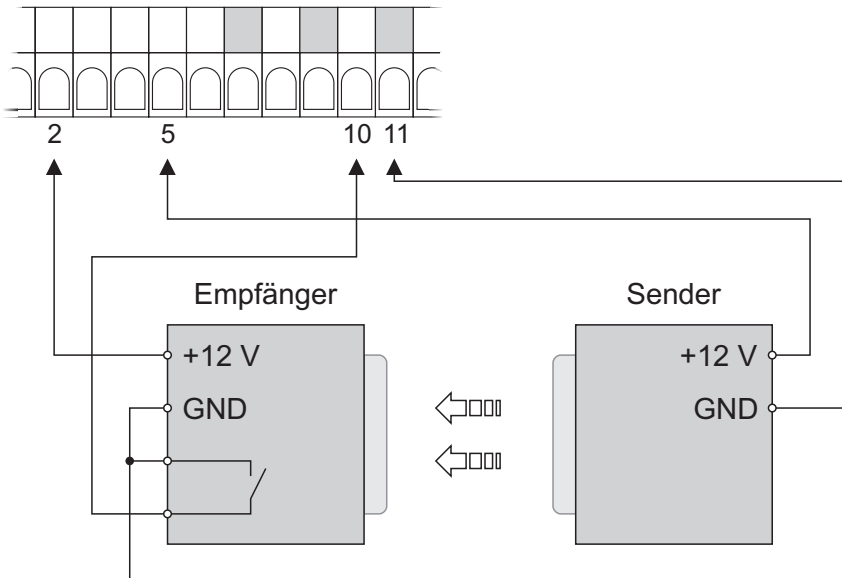 2 5 10 11
Empfänger Sender
+12 V +12 V
GND GND